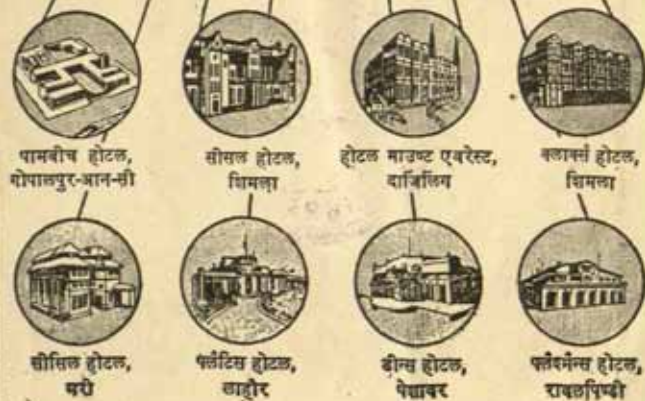 पामबीच होटल,
गोपालपुर-आन-सी
सीसल होटल,
शिमला
होटल माउण्ट एवरेस्ट,
दार्जिलिंग
क्लार्क्स होटल,
शिमला
सीसिल होटल,
मरी
फ्लैटिस होटल,
लाहोर
डीन्स होटल,
पेशावर
फ्लैशमैन्स होटल,
रावलपिण्डी